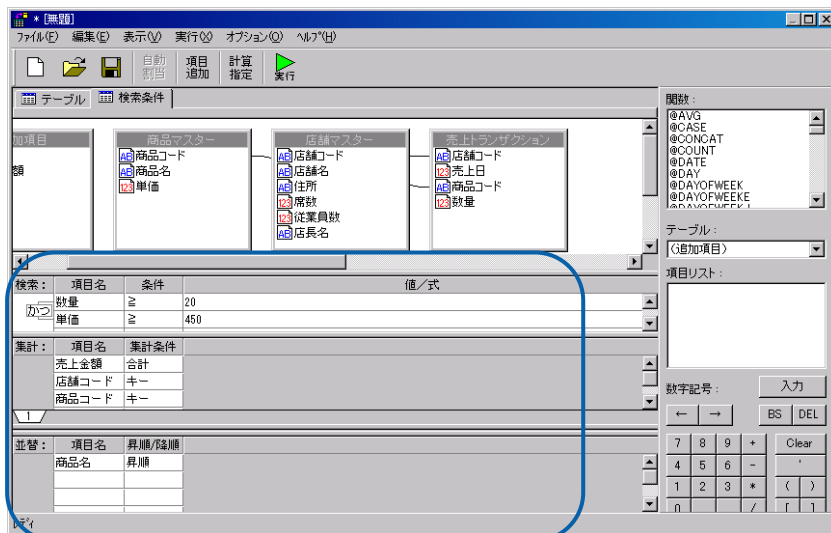 * [無題]
ファイル(F) 編集(E) 表示(V) 実行(X) オプション(O) ヘルプ(H)
自動割当 項目追加 計算指定 実行
テーブル 検索条件
加項目
額
商品マスター
商品コード
商品名
単価
店舗マスター
店舗コード
店舗名
住所
席数
従業員数
店長名
売上トランザクション
店舗コード
売上日
商品コード
数量
検索: 項目名 条件 値/式
かつ
数量 ≧ 20
単価 ≧ 450
集計: 項目名 集計条件
売上金額 合計
店舗コード キー
商品コード キー
1
並替: 項目名 昇順/降順
商品名 昇順
レディ
関数:
@AVG
@CASE
@CONCAT
@COUNT
@DATE
@DAY
@DAYOFWEEK
@DAYOFWEEKE
テーブル:
(追加項目)
項目リスト:
数字記号: 入力
← → BS DEL
7 8 9 + Clear
4 5 6 - '
1 2 3 * ( )
0 . / [ ]